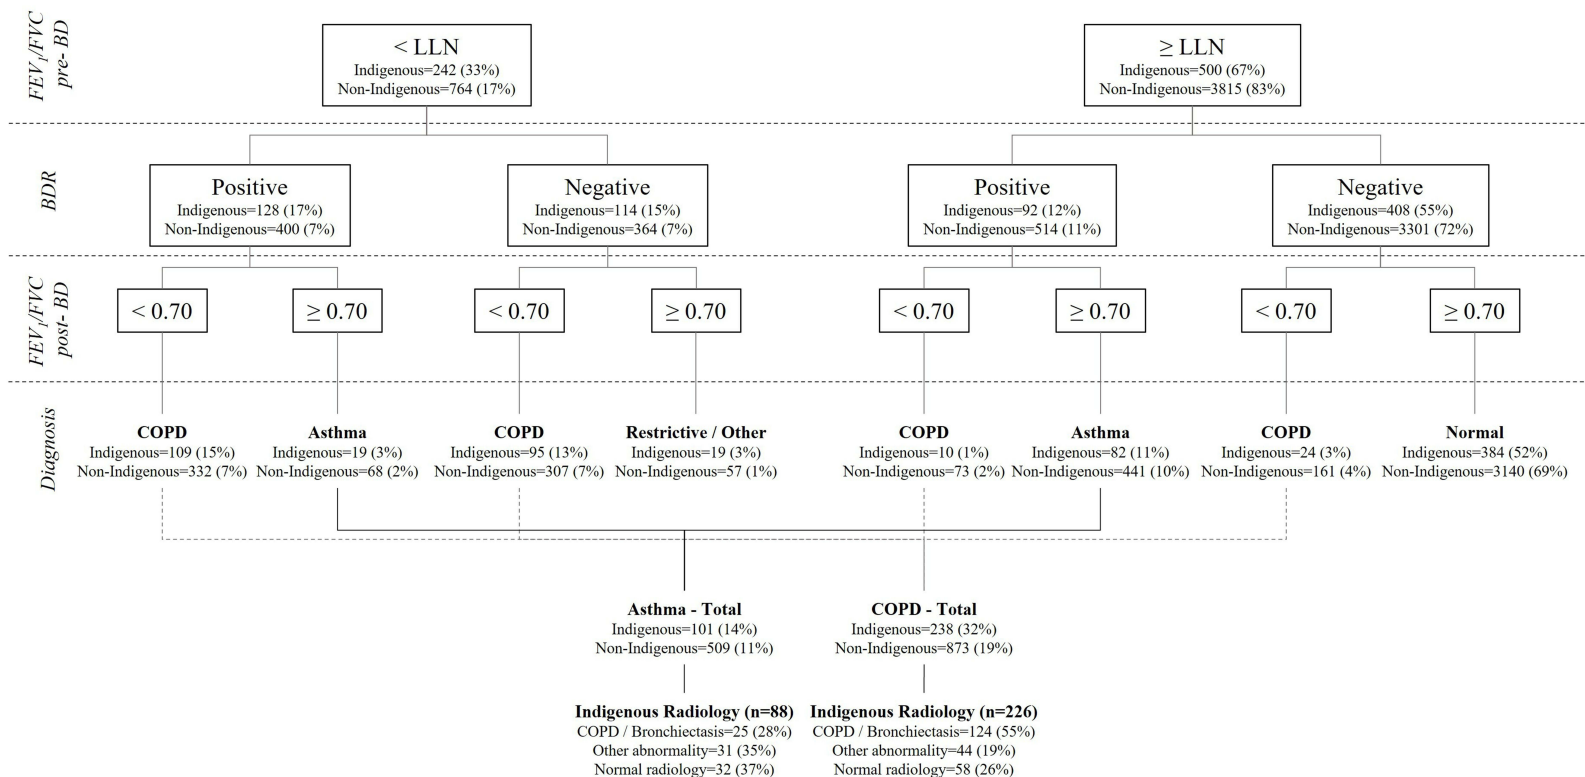 FEV1/FVC
pre- BD
< LLN
Indigenous=242 (33%)
Non-Indigenous=764 (17%)
≥ LLN
Indigenous=500 (67%)
Non-Indigenous=3815 (83%)
BDR
Positive
Indigenous=128 (17%)
Non-Indigenous=400 (7%)
Negative
Indigenous=114 (15%)
Non-Indigenous=364 (7%)
Positive
Indigenous=92 (12%)
Non-Indigenous=514 (11%)
Negative
Indigenous=408 (55%)
Non-Indigenous=3301 (72%)
FEV1/FVC
post- BD
< 0.70
≥ 0.70
< 0.70
≥ 0.70
< 0.70
≥ 0.70
< 0.70
≥ 0.70
Diagnosis
COPD
Indigenous=109 (15%)
Non-Indigenous=332 (7%)
Asthma
Indigenous=19 (3%)
Non-Indigenous=68 (2%)
COPD
Indigenous=95 (13%)
Non-Indigenous=307 (7%)
Restrictive / Other
Indigenous=19 (3%)
Non-Indigenous=57 (1%)
COPD
Indigenous=10 (1%)
Non-Indigenous=73 (2%)
Asthma
Indigenous=82 (11%)
Non-Indigenous=441 (10%)
COPD
Indigenous=24 (3%)
Non-Indigenous=161 (4%)
Normal
Indigenous=384 (52%)
Non-Indigenous=3140 (69%)
Asthma - Total
Indigenous=101 (14%)
Non-Indigenous=509 (11%)
COPD - Total
Indigenous=238 (32%)
Non-Indigenous=873 (19%)
Indigenous Radiology (n=88)
COPD / Bronchiectasis=25 (28%)
Other abnormality=31 (35%)
Normal radiology=32 (37%)
Indigenous Radiology (n=226)
COPD / Bronchiectasis=124 (55%)
Other abnormality=44 (19%)
Normal radiology=58 (26%)